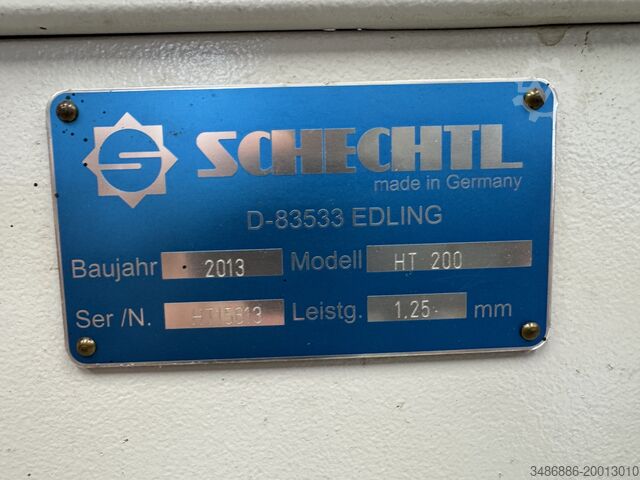 S SCHECHTL
made in Germany
D-83533 EDLING
Baujahr 2013 Modell HT 200
Ser /N. Leistg. 1,25 mm
3486886-20013010